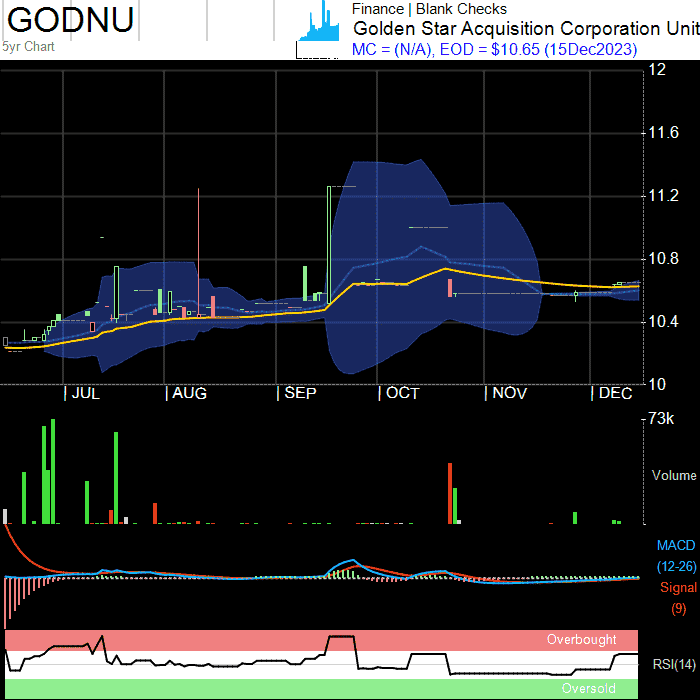 GODNU
5yr Chart
Finance | Blank Checks
Golden Star Acquisition Corporation Unit
MC = (N/A), EOD = $10.65 (15Dec2023)
12
11.6
11.2
10.8
10.4
10
JUL AUG SEP OCT NOV DEC
73k
Volume
MACD
(12-26)
Signal
(9)
Overbought
RSI(14)
Oversold